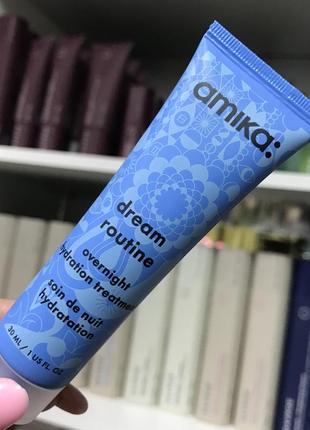 amika:
dream
routine
overnight
hydration treatment
soin de nuit
hydratation
30 ML / 1 US FL OZ